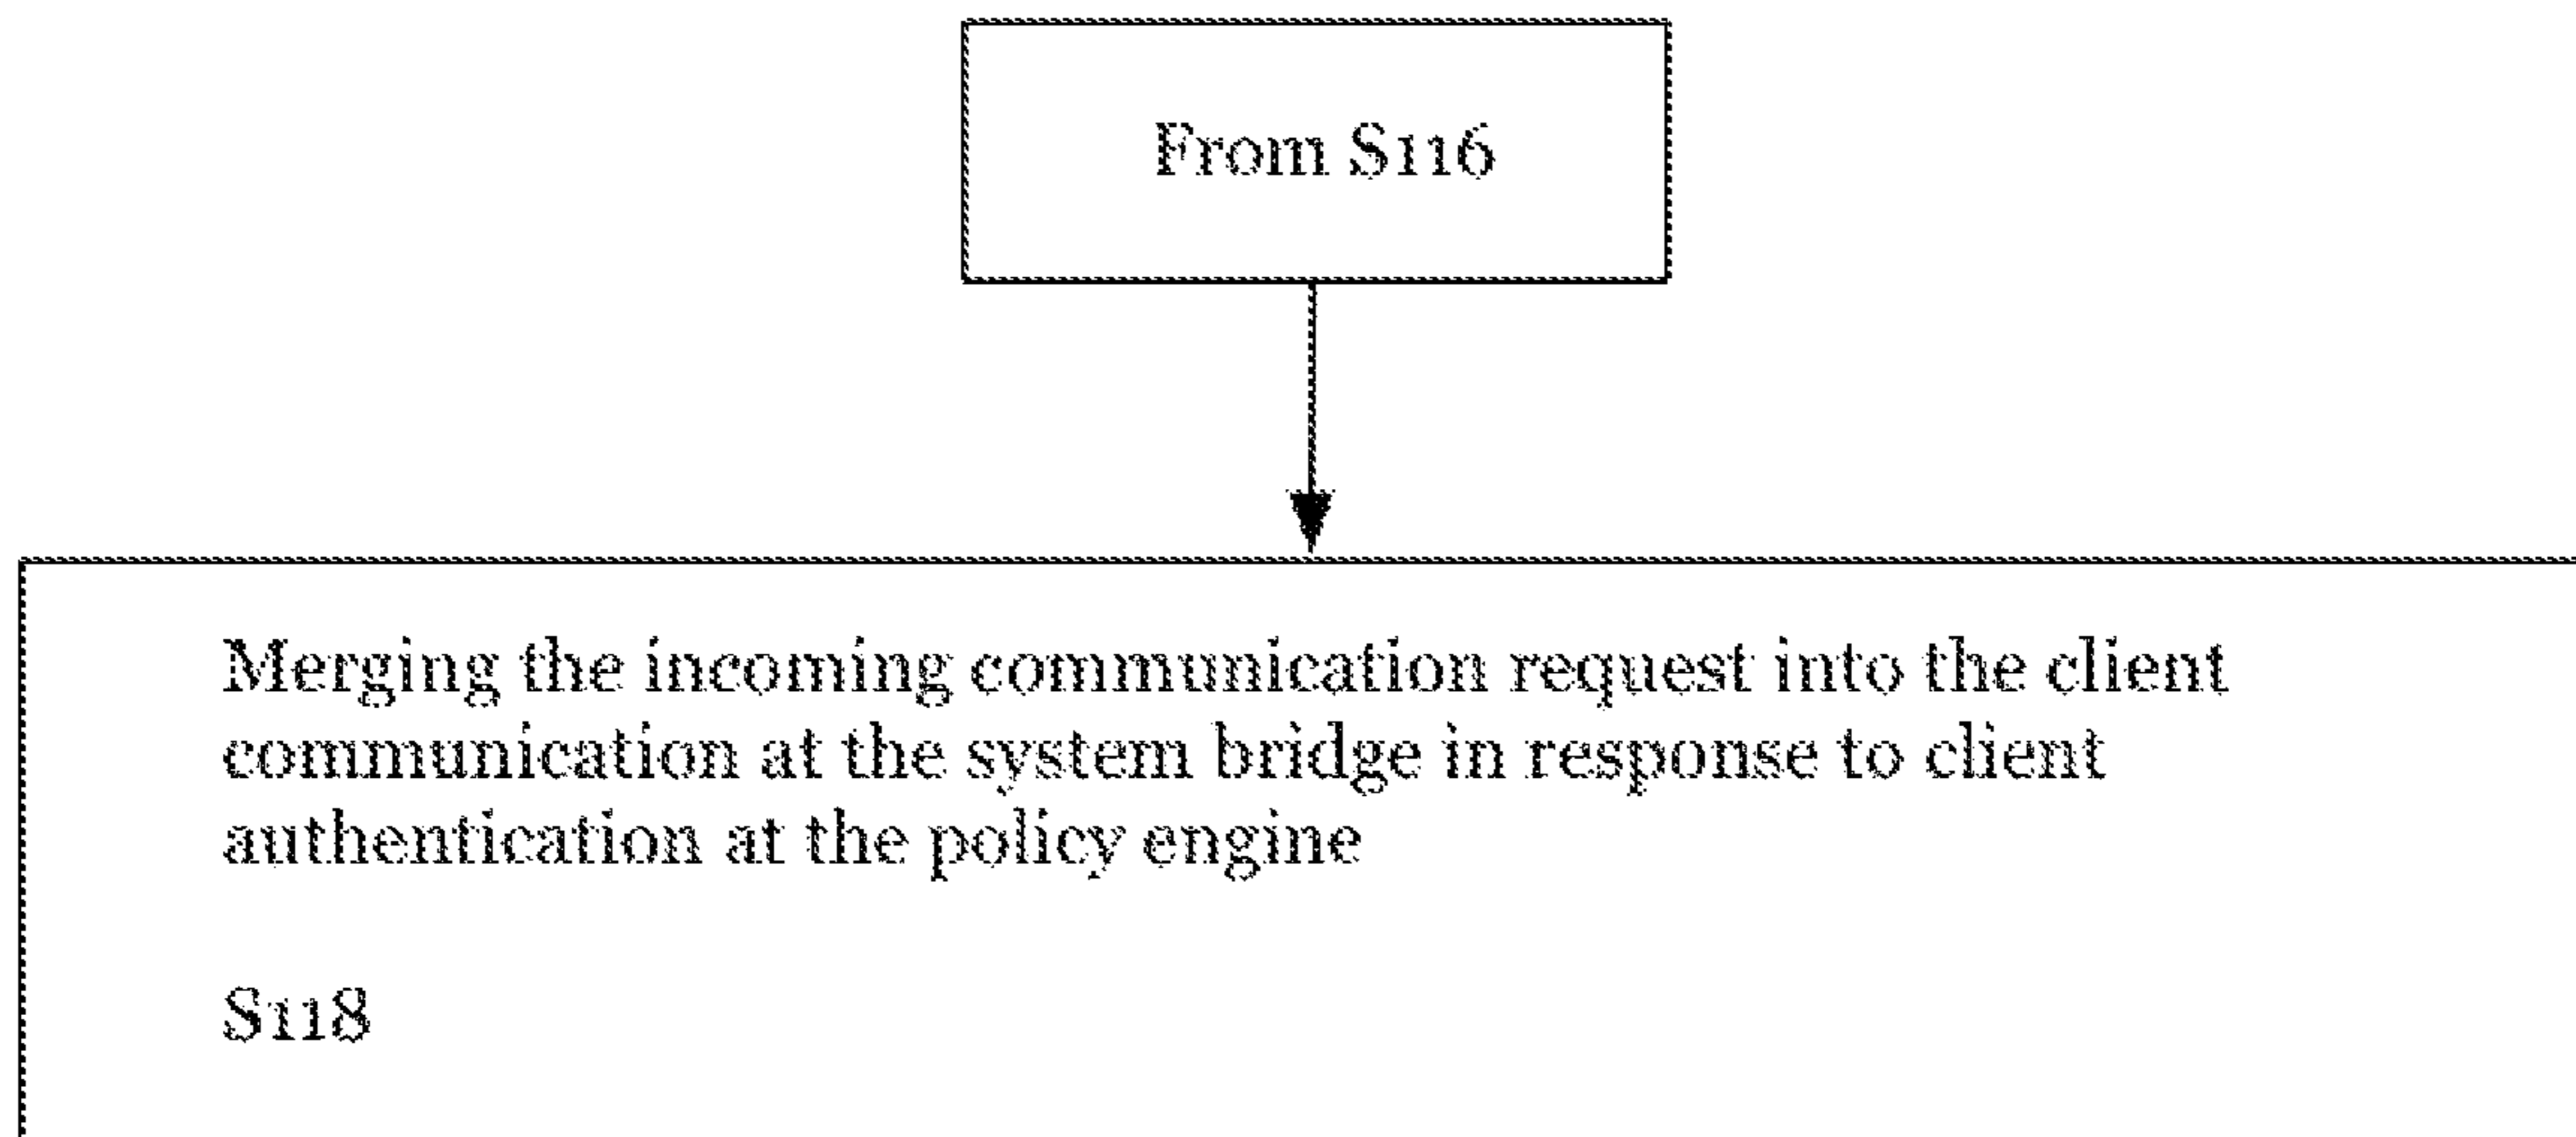 From S116
Merging the incoming communication request into the client
communication at the system bridge in response to client
authentication at the policy engine
S118